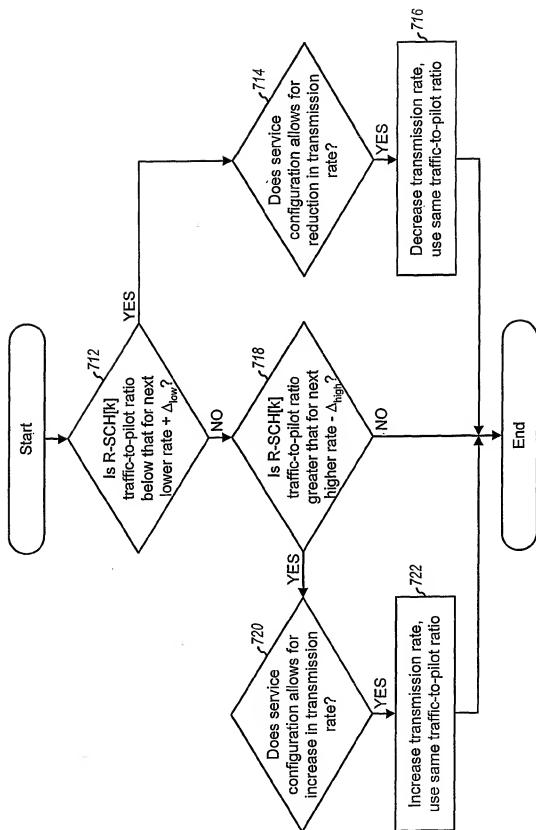 Start
712
Is R-SCH[k]
traffic-to-pilot ratio
below that for next
lower rate + Δlow?
YES
NO
714
Does service
configuration allows for
reduction in transmission
rate?
YES
716
Decrease transmission rate,
use same traffic-to-pilot ratio
718
Is R-SCH[k]
traffic-to-pilot ratio
greater that for next
higher rate - Δhigh?
YES
NO
720
Does service
configuration allows for
increase in transmission
rate?
YES
722
Increase transmission rate,
use same traffic-to-pilot ratio
End